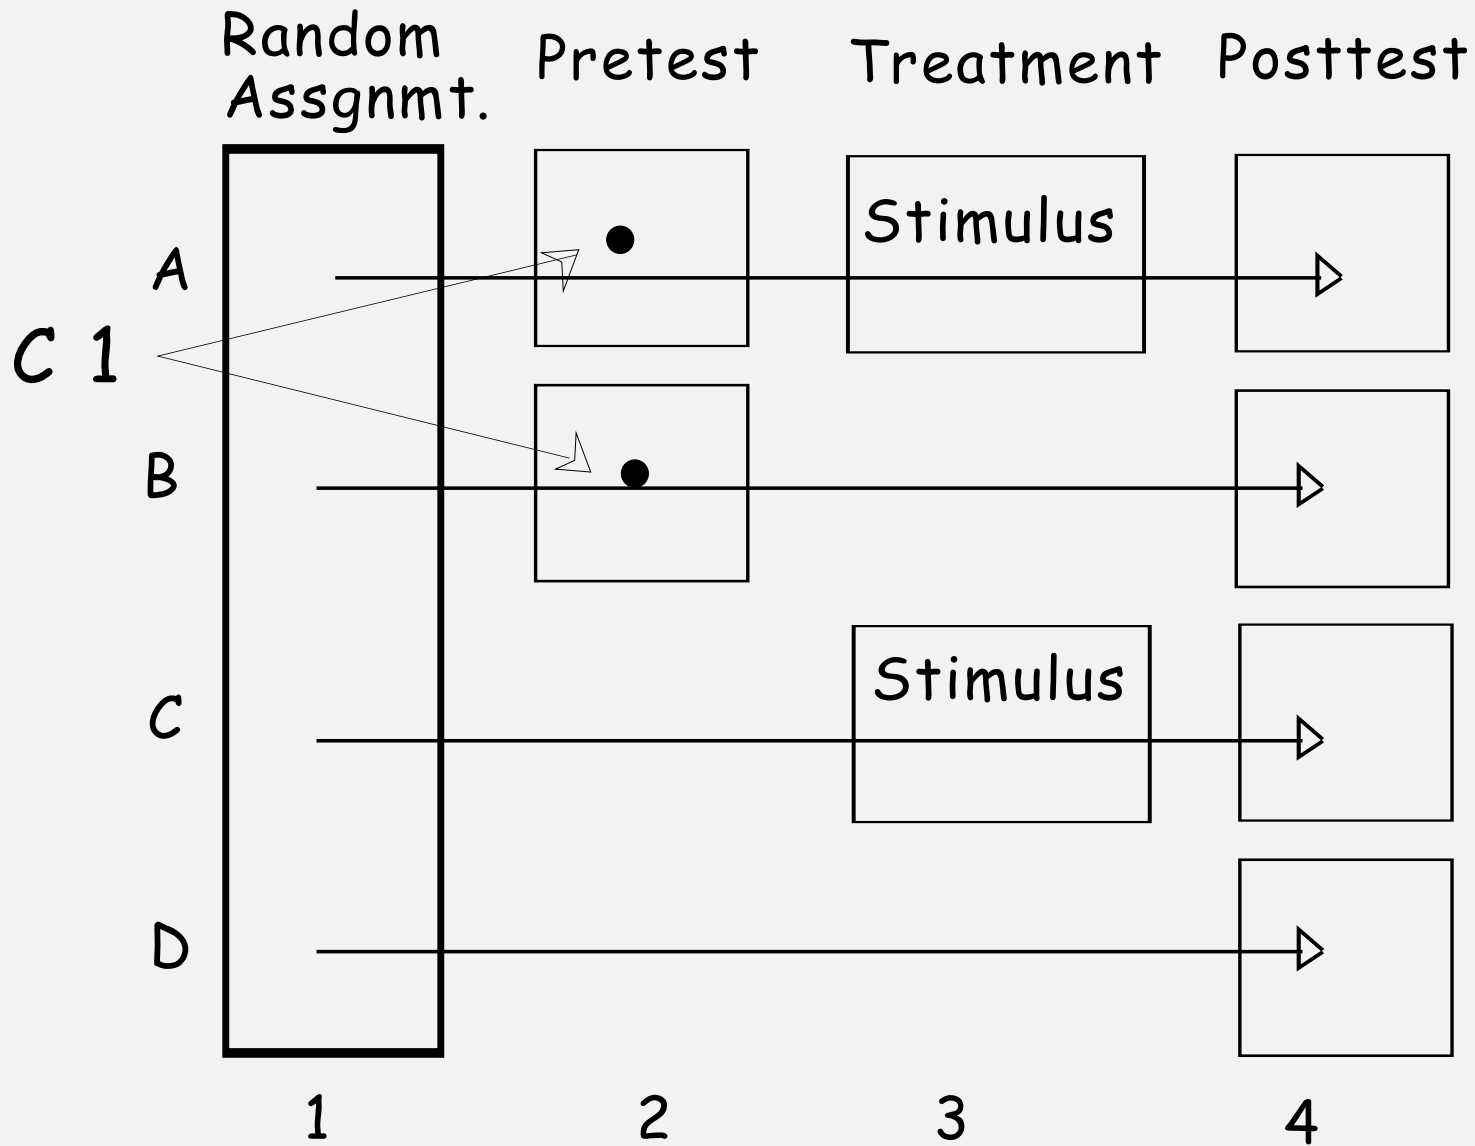 Random
Assgnmt.
Pretest
Treatment
Posttest
A
Stimulus
C 1
B
C
Stimulus
D
1 2 3 4